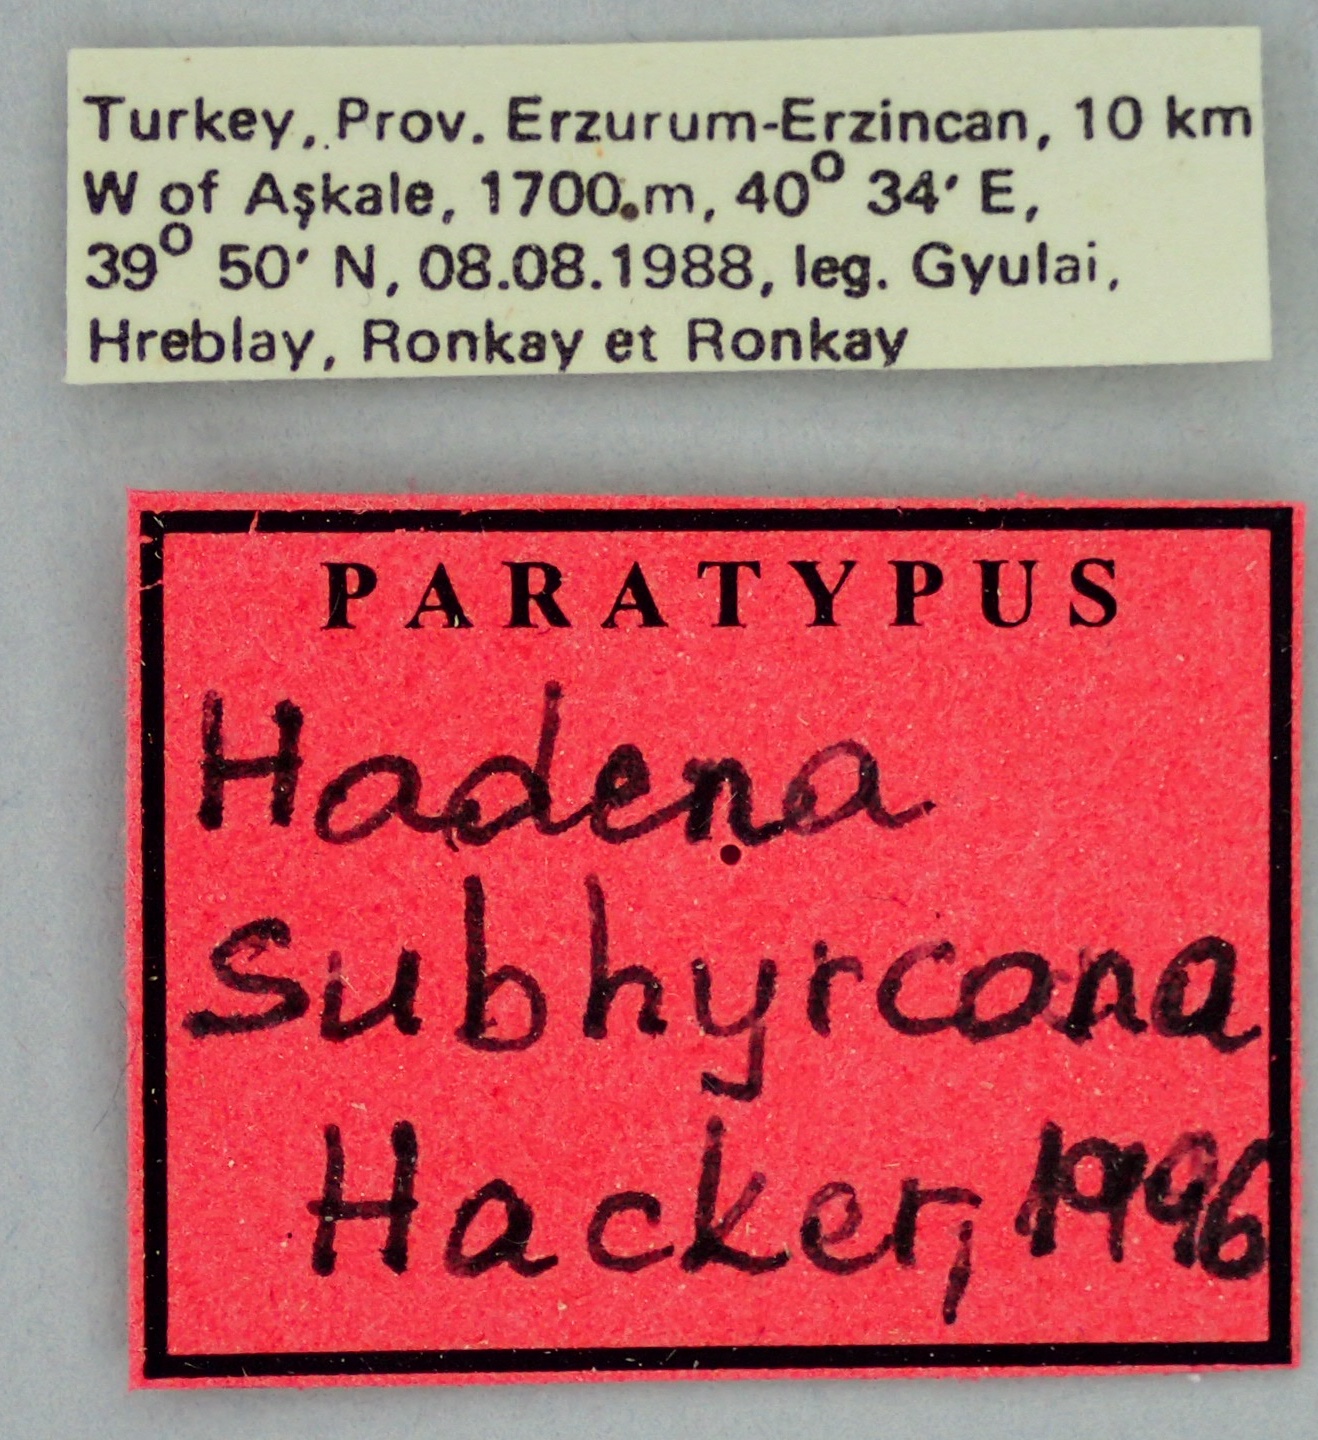 Turkey, Prov. Erzurum-Erzincan, 10 km
W of Aşkale, 1700 m, 40° 34′ E,
39° 50′ N, 08.08.1988, leg. Gyulai,
Hreblay, Ronkay et Ronkay
PARATYPUS
Hadena
subhyrcana
Hacker, 1996